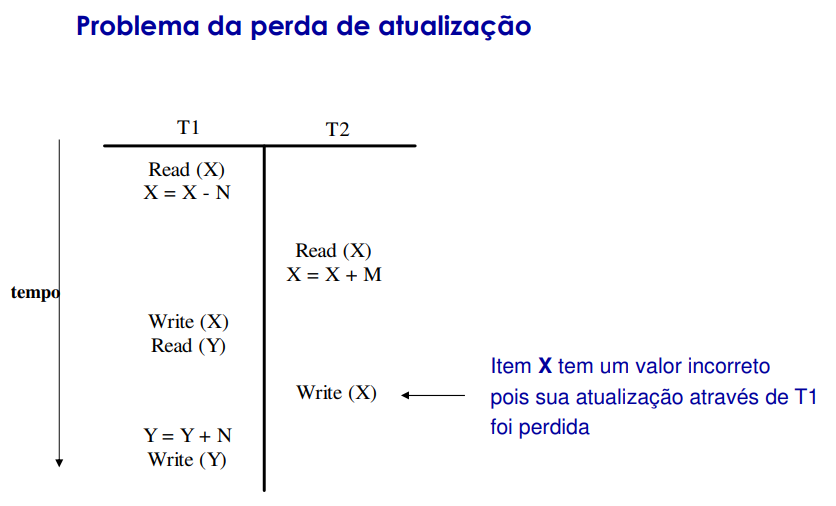 Problema da perda de atualização
T1 T2
Read (X)
X = X - N
Read (X)
X = X + M
tempo
Write (X)
Read (Y)
Item X tem um valor incorreto
Write (X) pois sua atualização através de T1
foi perdida
Y = Y + N
Write (Y)